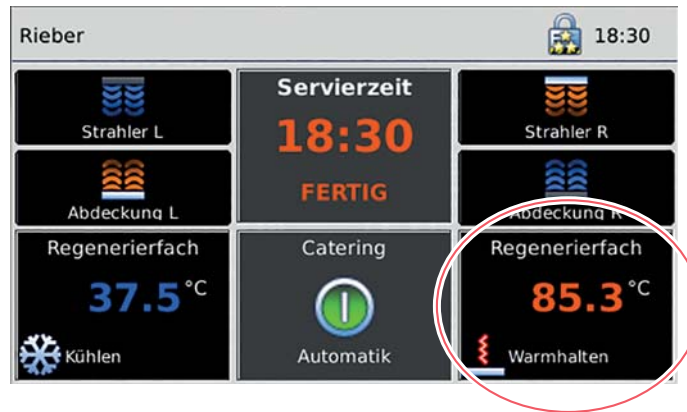 Rieber
18:30
Strahler L
Servierzeit
18:30
FERTIG
Strahler R
Abdeckung L
Abdeckung R
Regenerierfach
37.5 °C
Kühlen
Catering
Automatik
Regenerierfach
85.3 °C
Warmhalten